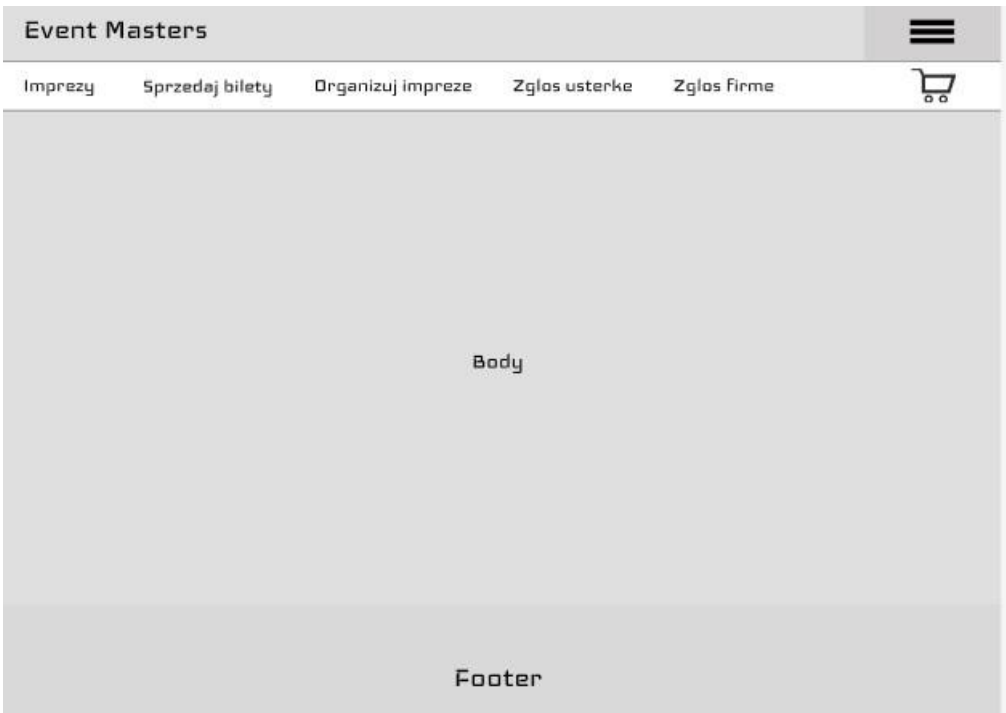 Event Masters
Imprezy Sprzedaj bilety Organizuj impreze Zglos usterke Zglos firme
Body
Footer